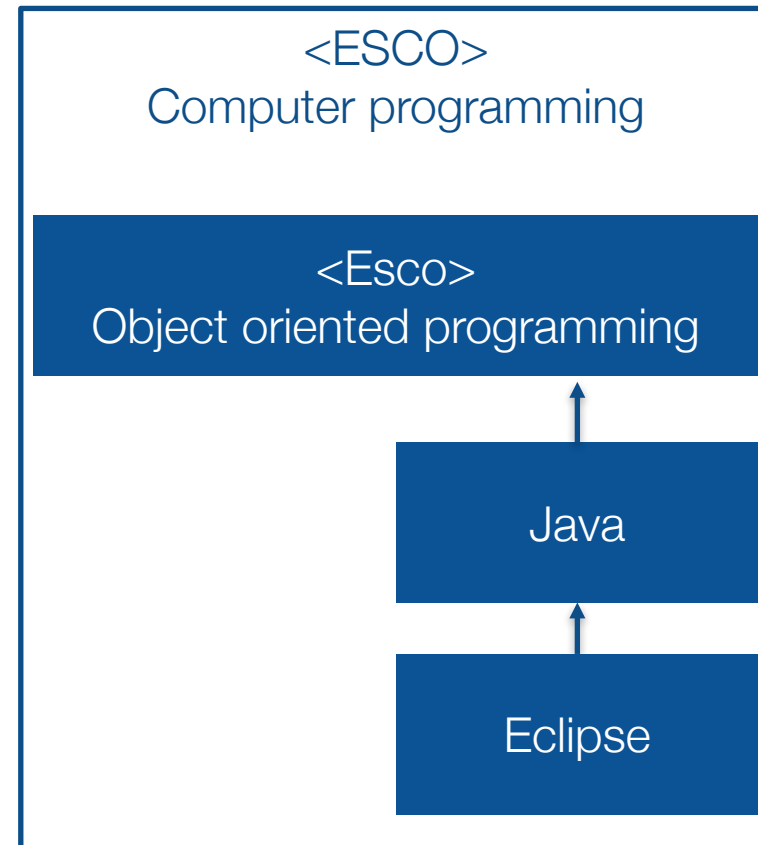 <ESCO>
Computer programming
<Esco>
Object oriented programming
Java
Eclipse